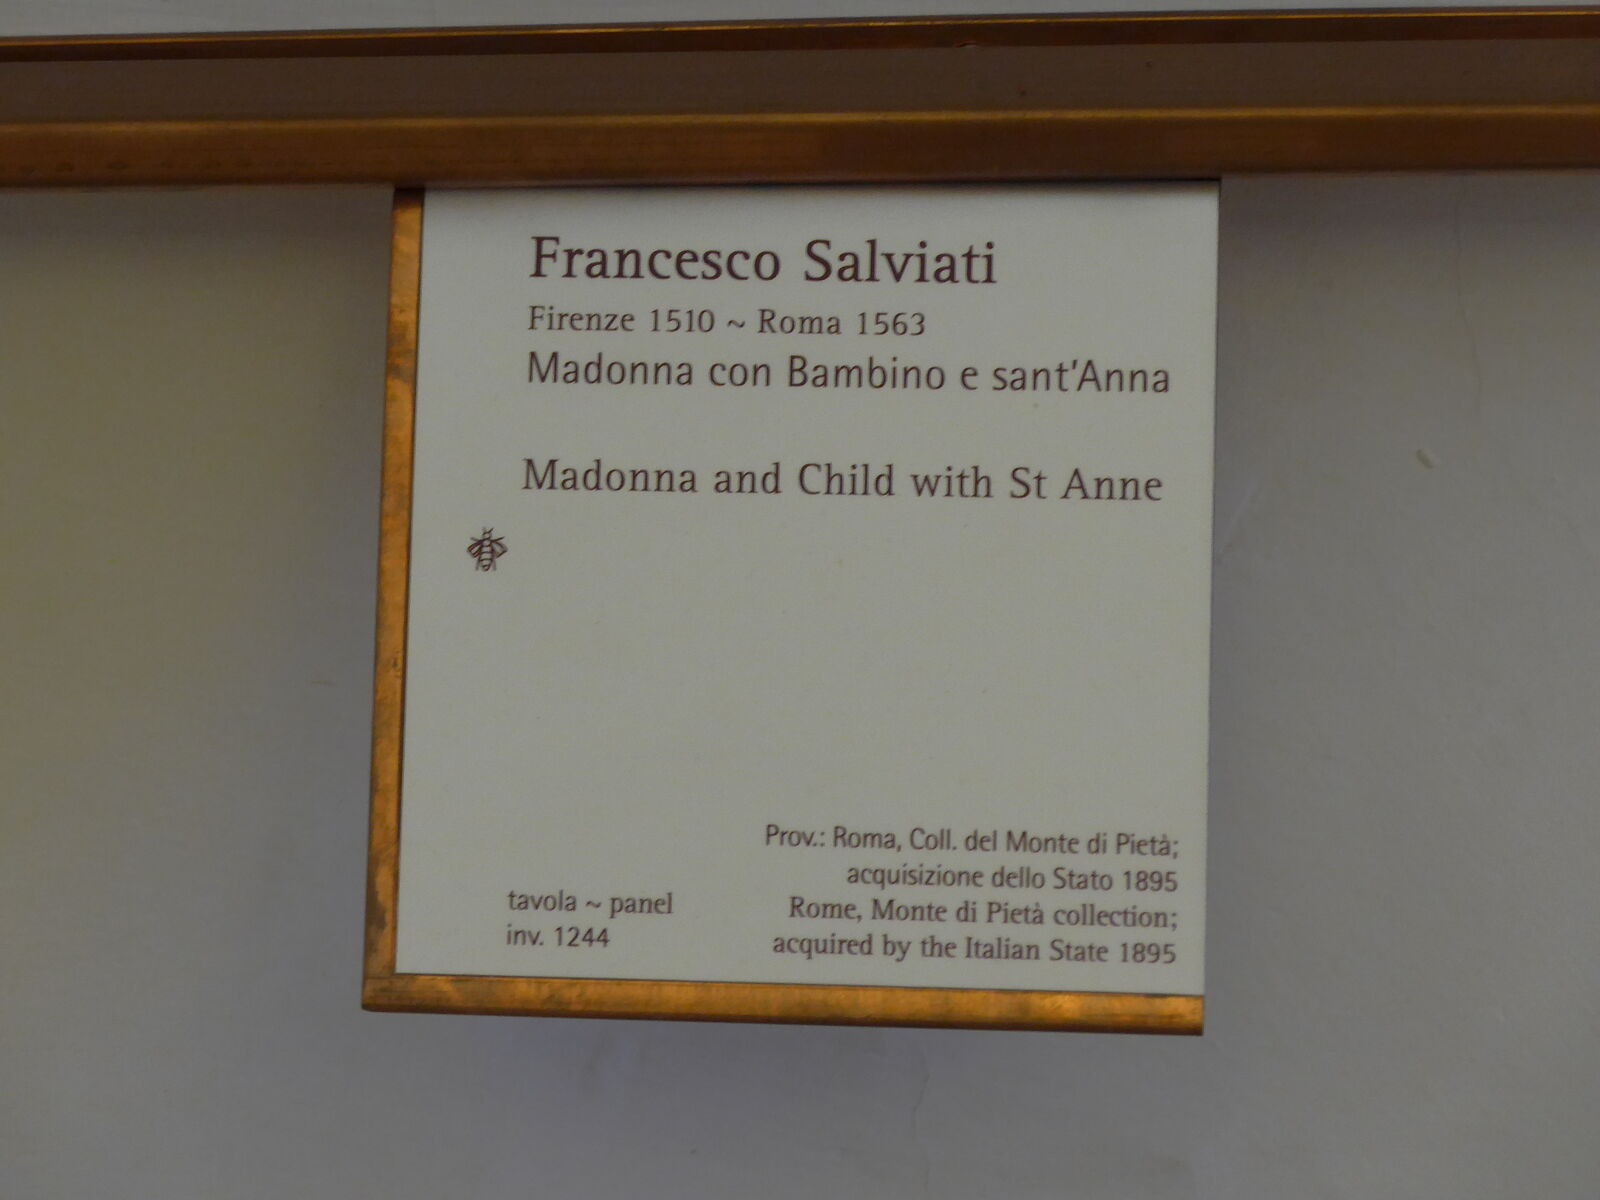 Francesco Salviati
Firenze 1510 ~ Roma 1563
Madonna con Bambino e sant'Anna
Madonna and Child with St Anne
tavola ~ panel
inv. 1244
Prov.: Roma, Coll. del Monte di Pietà;
acquisizione dello Stato 1895
Rome, Monte di Pietà collection;
acquired by the Italian State 1895